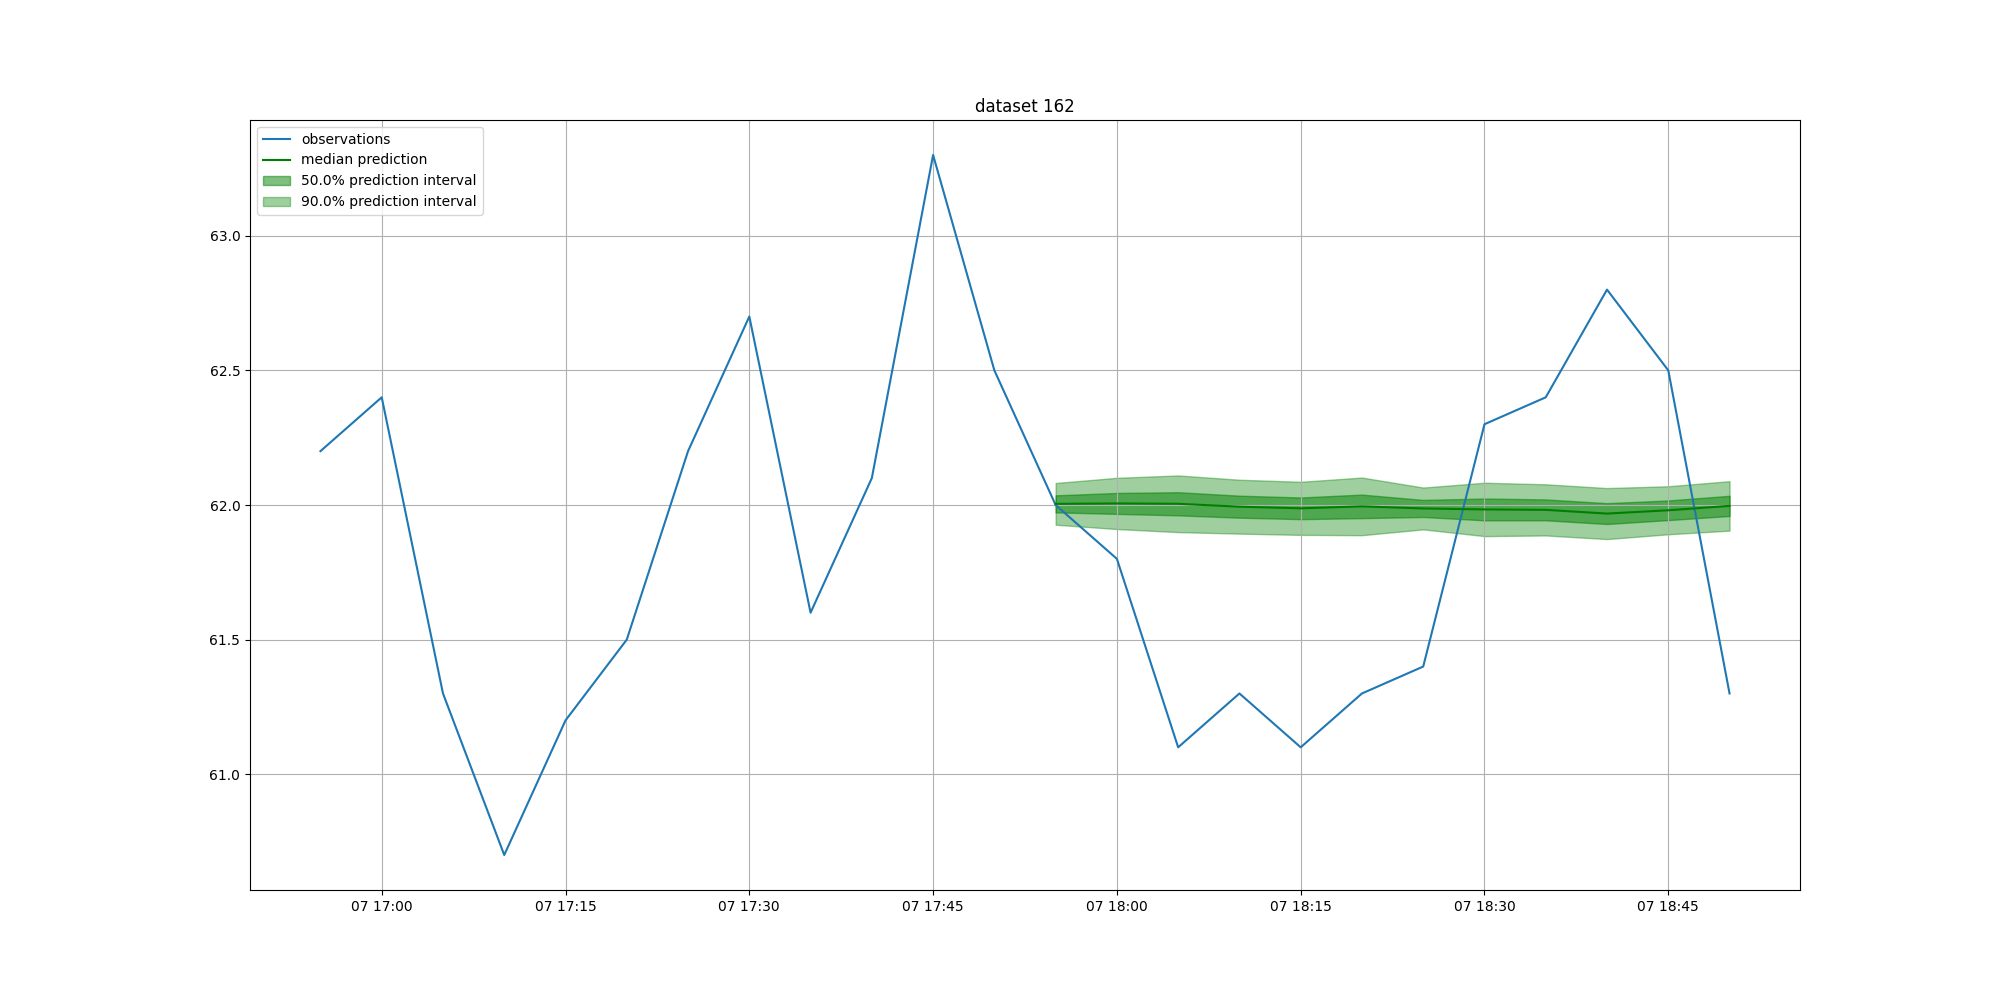 dataset 162
observations
median prediction
50.0% prediction interval
90.0% prediction interval
63.0
62.5
62.0
61.5
61.0
07 17:00 07 17:15 07 17:30 07 17:45 07 18:00 07 18:15 07 18:30 07 18:45